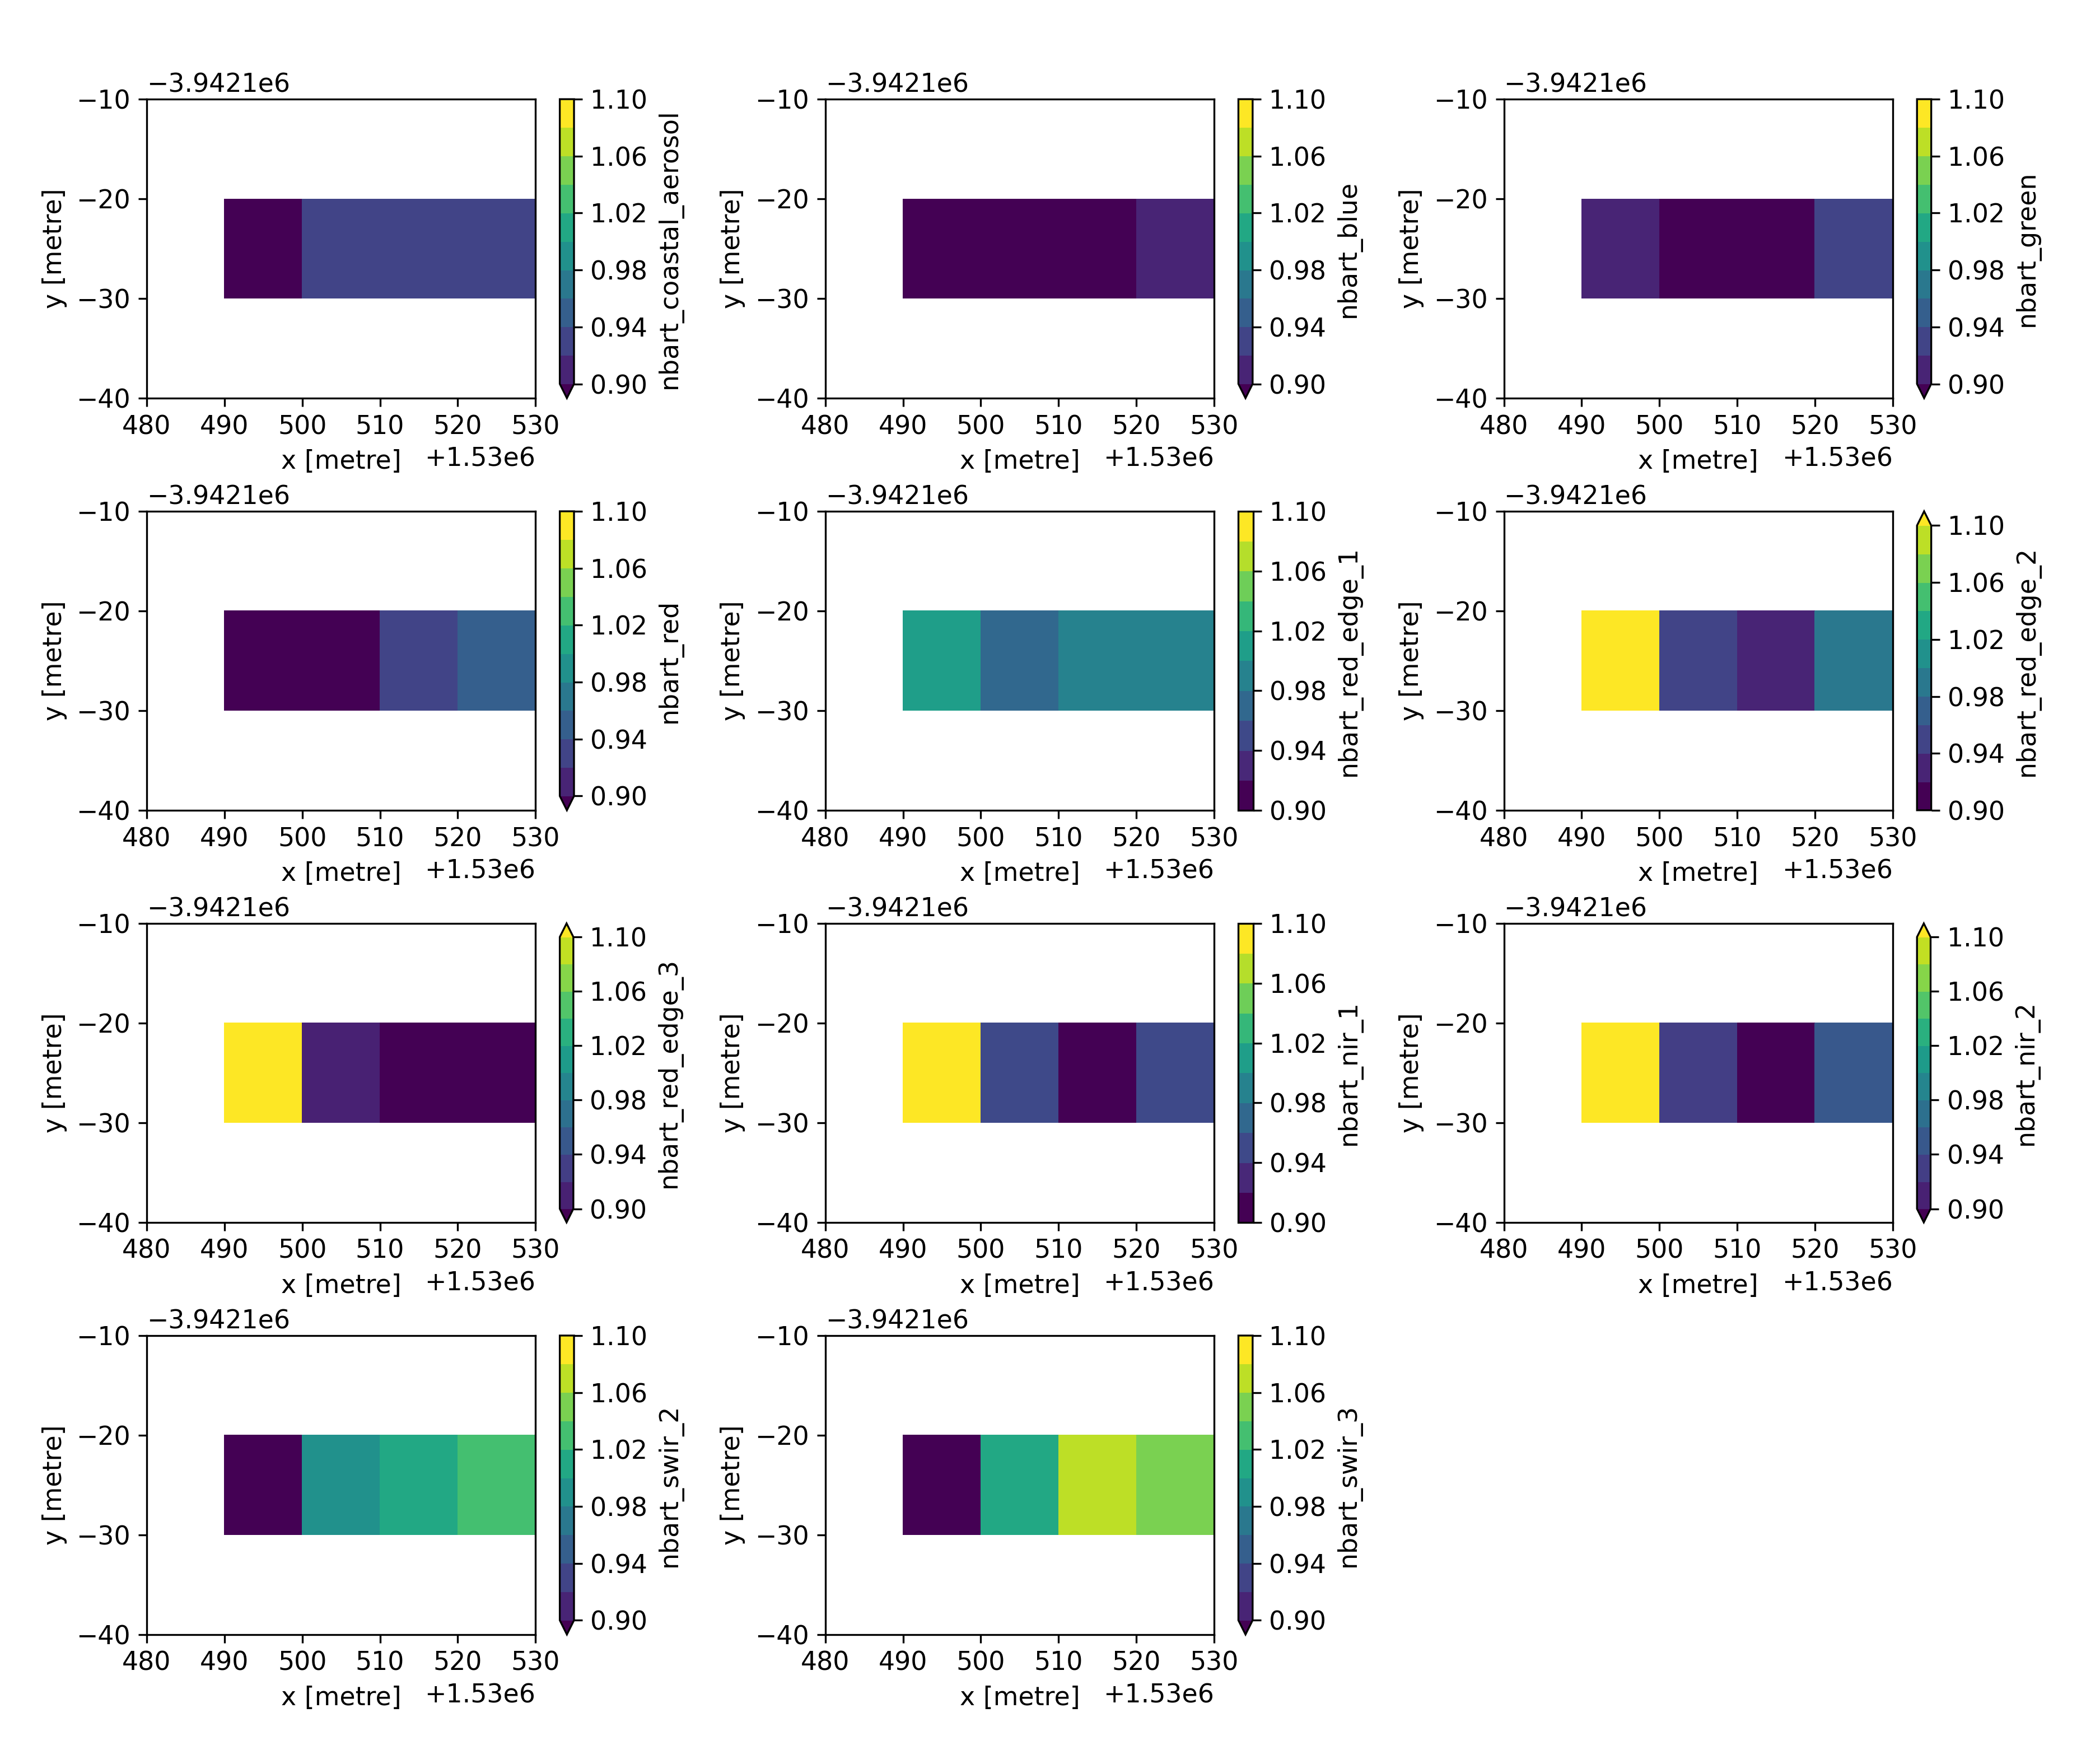 −3.9421e6
−10
−20
−30
−40
y [metre]
480 490 500 510 520 530
x [metre] +1.53e6
1.10
1.06
1.02
0.98
0.94
0.90
nbart_coastal_aerosol
−3.9421e6
−10
−20
−30
−40
y [metre]
480 490 500 510 520 530
x [metre] +1.53e6
1.10
1.06
1.02
0.98
0.94
0.90
nbart_blue
−3.9421e6
−10
−20
−30
−40
y [metre]
480 490 500 510 520 530
x [metre] +1.53e6
1.10
1.06
1.02
0.98
0.94
0.90
nbart_green
−3.9421e6
−10
−20
−30
−40
y [metre]
480 490 500 510 520 530
x [metre] +1.53e6
1.10
1.06
1.02
0.98
0.94
0.90
nbart_red
−3.9421e6
−10
−20
−30
−40
y [metre]
480 490 500 510 520 530
x [metre] +1.53e6
1.10
1.06
1.02
0.98
0.94
0.90
nbart_red_edge_1
−3.9421e6
−10
−20
−30
−40
y [metre]
480 490 500 510 520 530
x [metre] +1.53e6
1.10
1.06
1.02
0.98
0.94
0.90
nbart_red_edge_2
−3.9421e6
−10
−20
−30
−40
y [metre]
480 490 500 510 520 530
x [metre] +1.53e6
1.10
1.06
1.02
0.98
0.94
0.90
nbart_red_edge_3
−3.9421e6
−10
−20
−30
−40
y [metre]
480 490 500 510 520 530
x [metre] +1.53e6
1.10
1.06
1.02
0.98
0.94
0.90
nbart_nir_1
−3.9421e6
−10
−20
−30
−40
y [metre]
480 490 500 510 520 530
x [metre] +1.53e6
1.10
1.06
1.02
0.98
0.94
0.90
nbart_nir_2
−3.9421e6
−10
−20
−30
−40
y [metre]
480 490 500 510 520 530
x [metre] +1.53e6
1.10
1.06
1.02
0.98
0.94
0.90
nbart_swir_2
−3.9421e6
−10
−20
−30
−40
y [metre]
480 490 500 510 520 530
x [metre] +1.53e6
1.10
1.06
1.02
0.98
0.94
0.90
nbart_swir_3